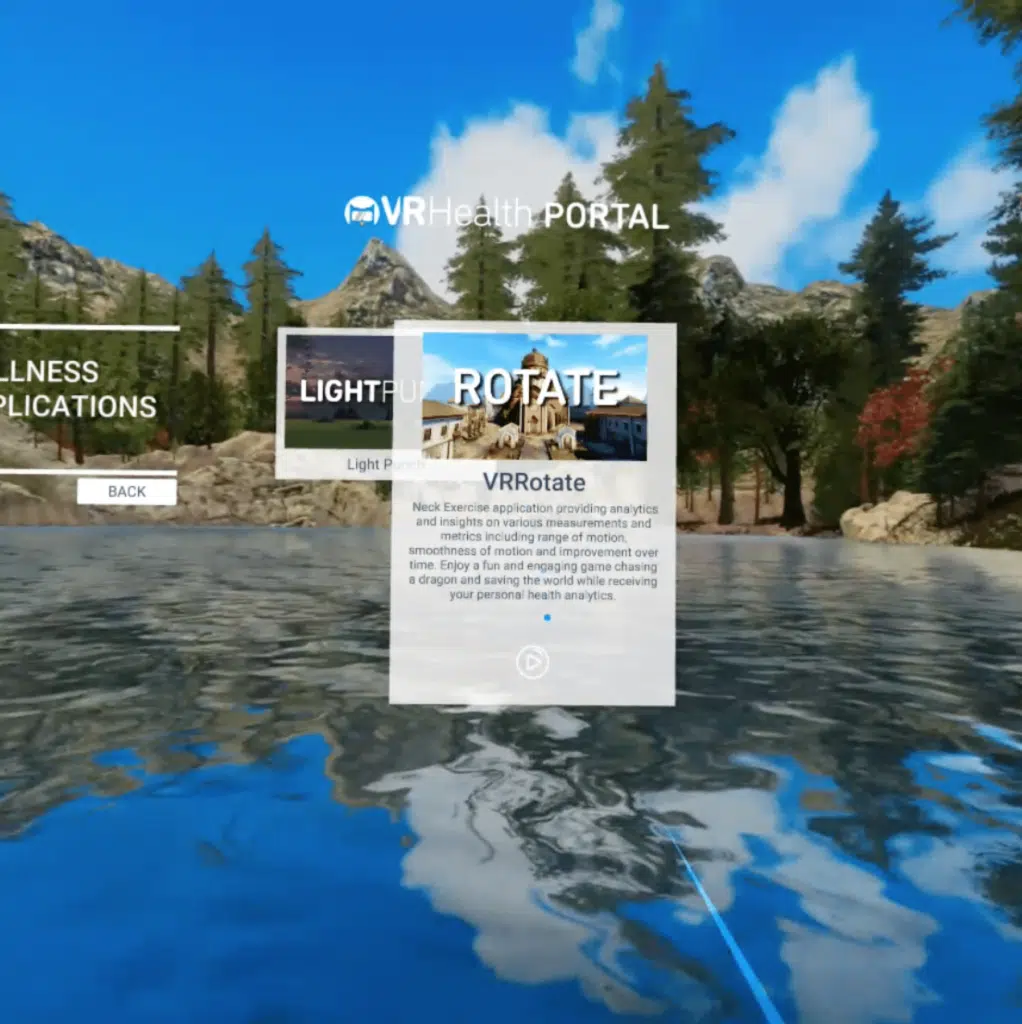 VRHealth PORTAL
LLNESS
PLICATIONS
BACK
LIGHTPU
Light Punch
ROTATE
VRRotate
Neck Exercise application providing analytics
and insights on various measurements and
metrics including range of motion,
smoothness of motion and improvement over
time. Enjoy a fun and engaging game chasing
a dragon and saving the world while receiving
your personal health analytics.